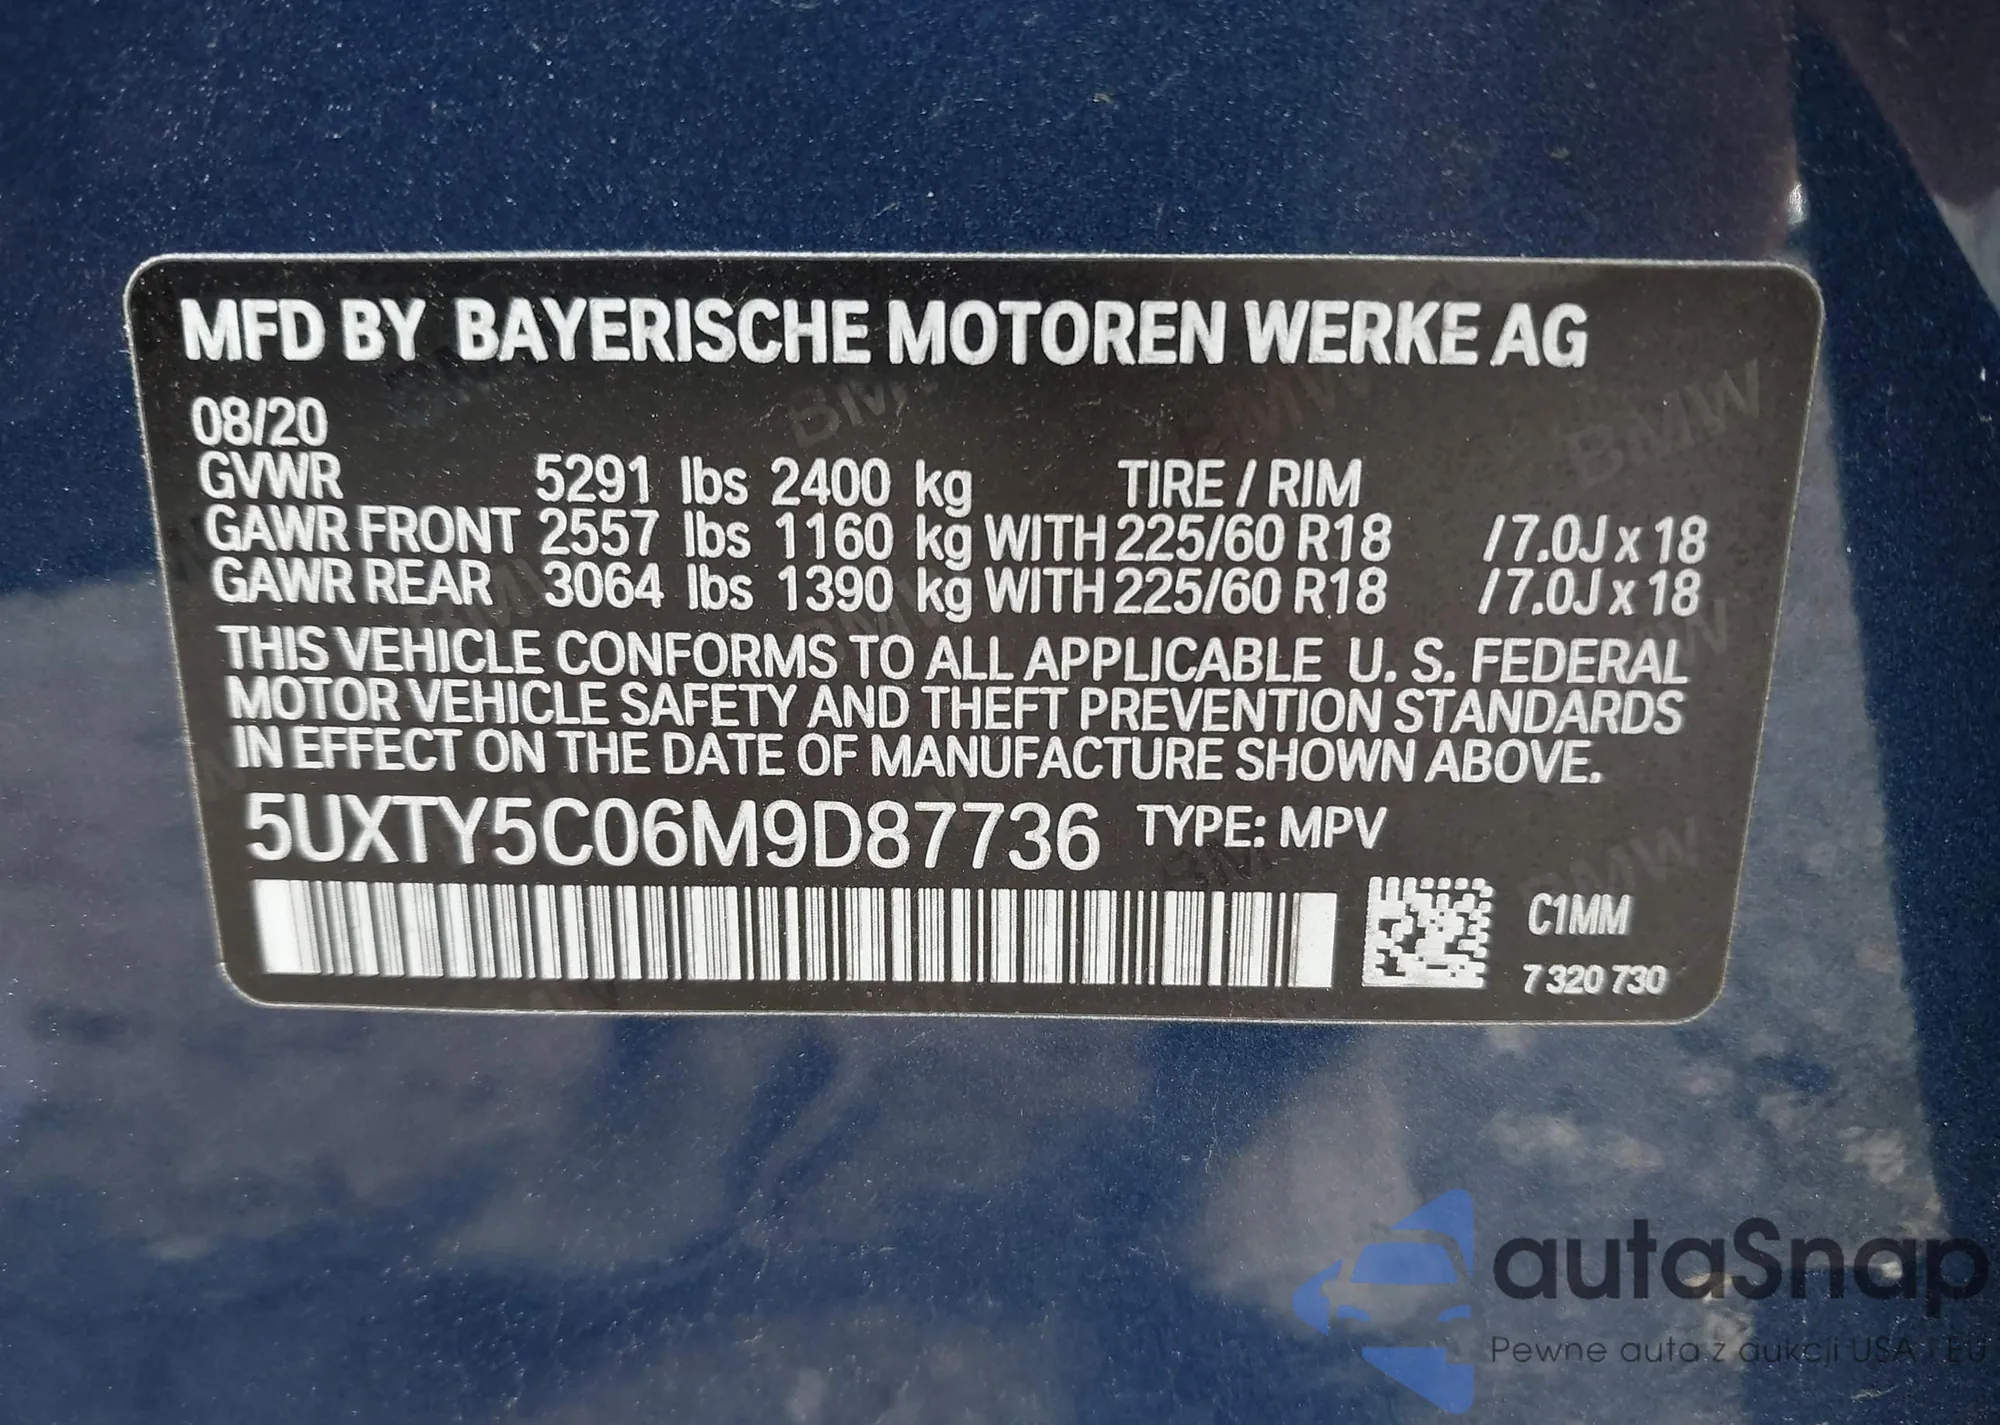 MFD BY BAYERISCHE MOTOREN WERKE AG
08/20
GVWR 5291 lbs 2400 kg TIRE / RIM
GAWR FRONT 2557 lbs 1160 kg WITH 225/60 R18 /7.0J x 18
GAWR REAR 3064 lbs 1390 kg WITH 225/60 R18 /7.0J x 18
THIS VEHICLE CONFORMS TO ALL APPLICABLE U. S. FEDERAL
MOTOR VEHICLE SAFETY AND THEFT PREVENTION STANDARDS
IN EFFECT ON THE DATE OF MANUFACTURE SHOWN ABOVE.
5UXTY5C06M9D87736 TYPE: MPV
C1MM
7 320 730
autaSnap
Pewne auta z aukcji USA i EU